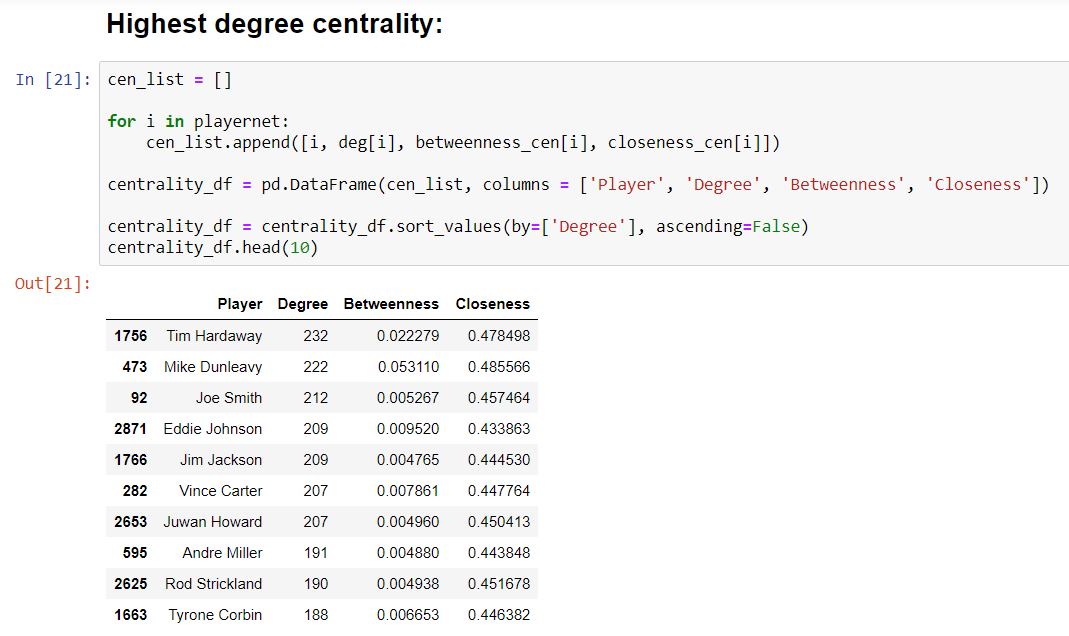 Highest degree centrality:
In [21]: cen_list = []
for i in playernet:
cen_list.append([i, deg[i], betweenness_cen[i], closeness_cen[i]])
centrality_df = pd.DataFrame(cen_list, columns = ['Player', 'Degree', 'Betweenness', 'Closeness'])
centrality_df = centrality_df.sort_values(by=['Degree'], ascending=False)
centrality_df.head(10)
Out[21]:
Player Degree Betweenness Closeness
1756 Tim Hardaway 232 0.022279 0.478498
473 Mike Dunleavy 222 0.053110 0.485566
92 Joe Smith 212 0.005267 0.457464
2871 Eddie Johnson 209 0.009520 0.433863
1766 Jim Jackson 209 0.004765 0.444530
282 Vince Carter 207 0.007861 0.447764
2653 Juwan Howard 207 0.004960 0.450413
595 Andre Miller 191 0.004880 0.443848
2625 Rod Strickland 190 0.004938 0.451678
1663 Tyrone Corbin 188 0.006653 0.446382